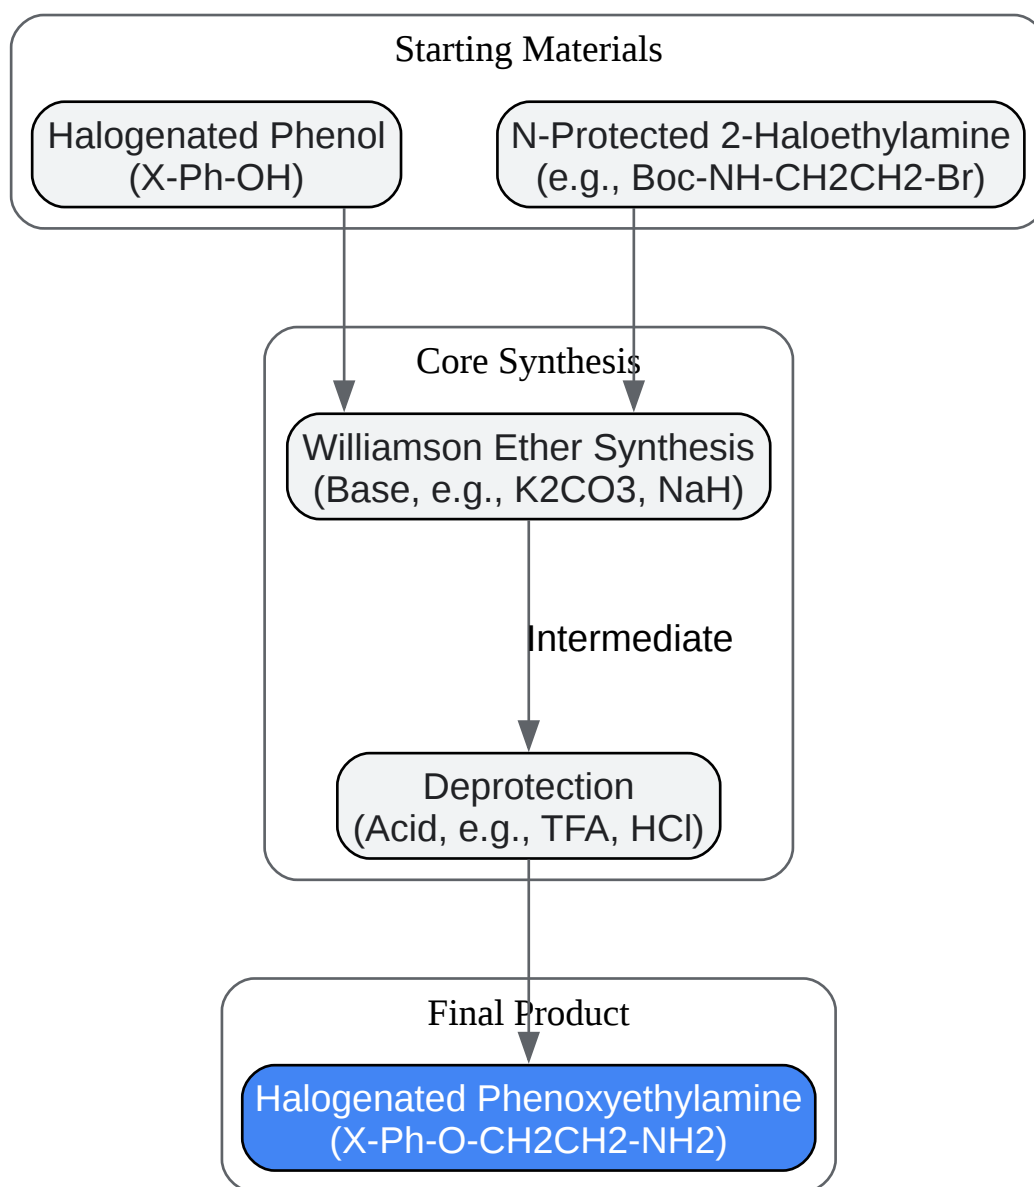 Starting Materials
Halogenated Phenol
(X-Ph-OH)
N-Protected 2-Haloethylamine
(e.g., Boc-NH-CH2CH2-Br)
Core Synthesis
Williamson Ether Synthesis
(Base, e.g., K2CO3, NaH)
Intermediate
Deprotection
(Acid, e.g., TFA, HCl)
Final Product
Halogenated Phenoxyethylamine
(X-Ph-O-CH2CH2-NH2)